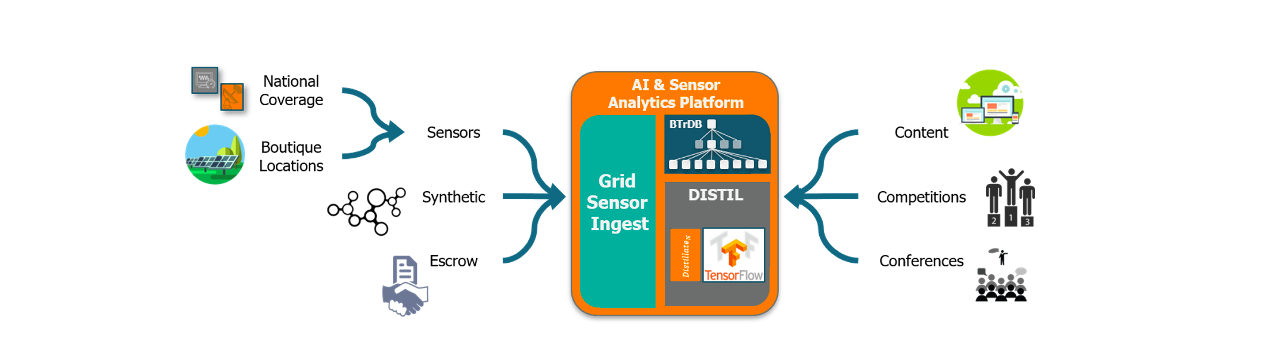 National
Coverage
Boutique
Locations
Sensors
Synthetic
Escrow
AI & Sensor
Analytics Platform
Grid
Sensor
Ingest
BTrDB
DISTIL
Distillates
TensorFlow
Content
Competitions
2 1 3
Conferences